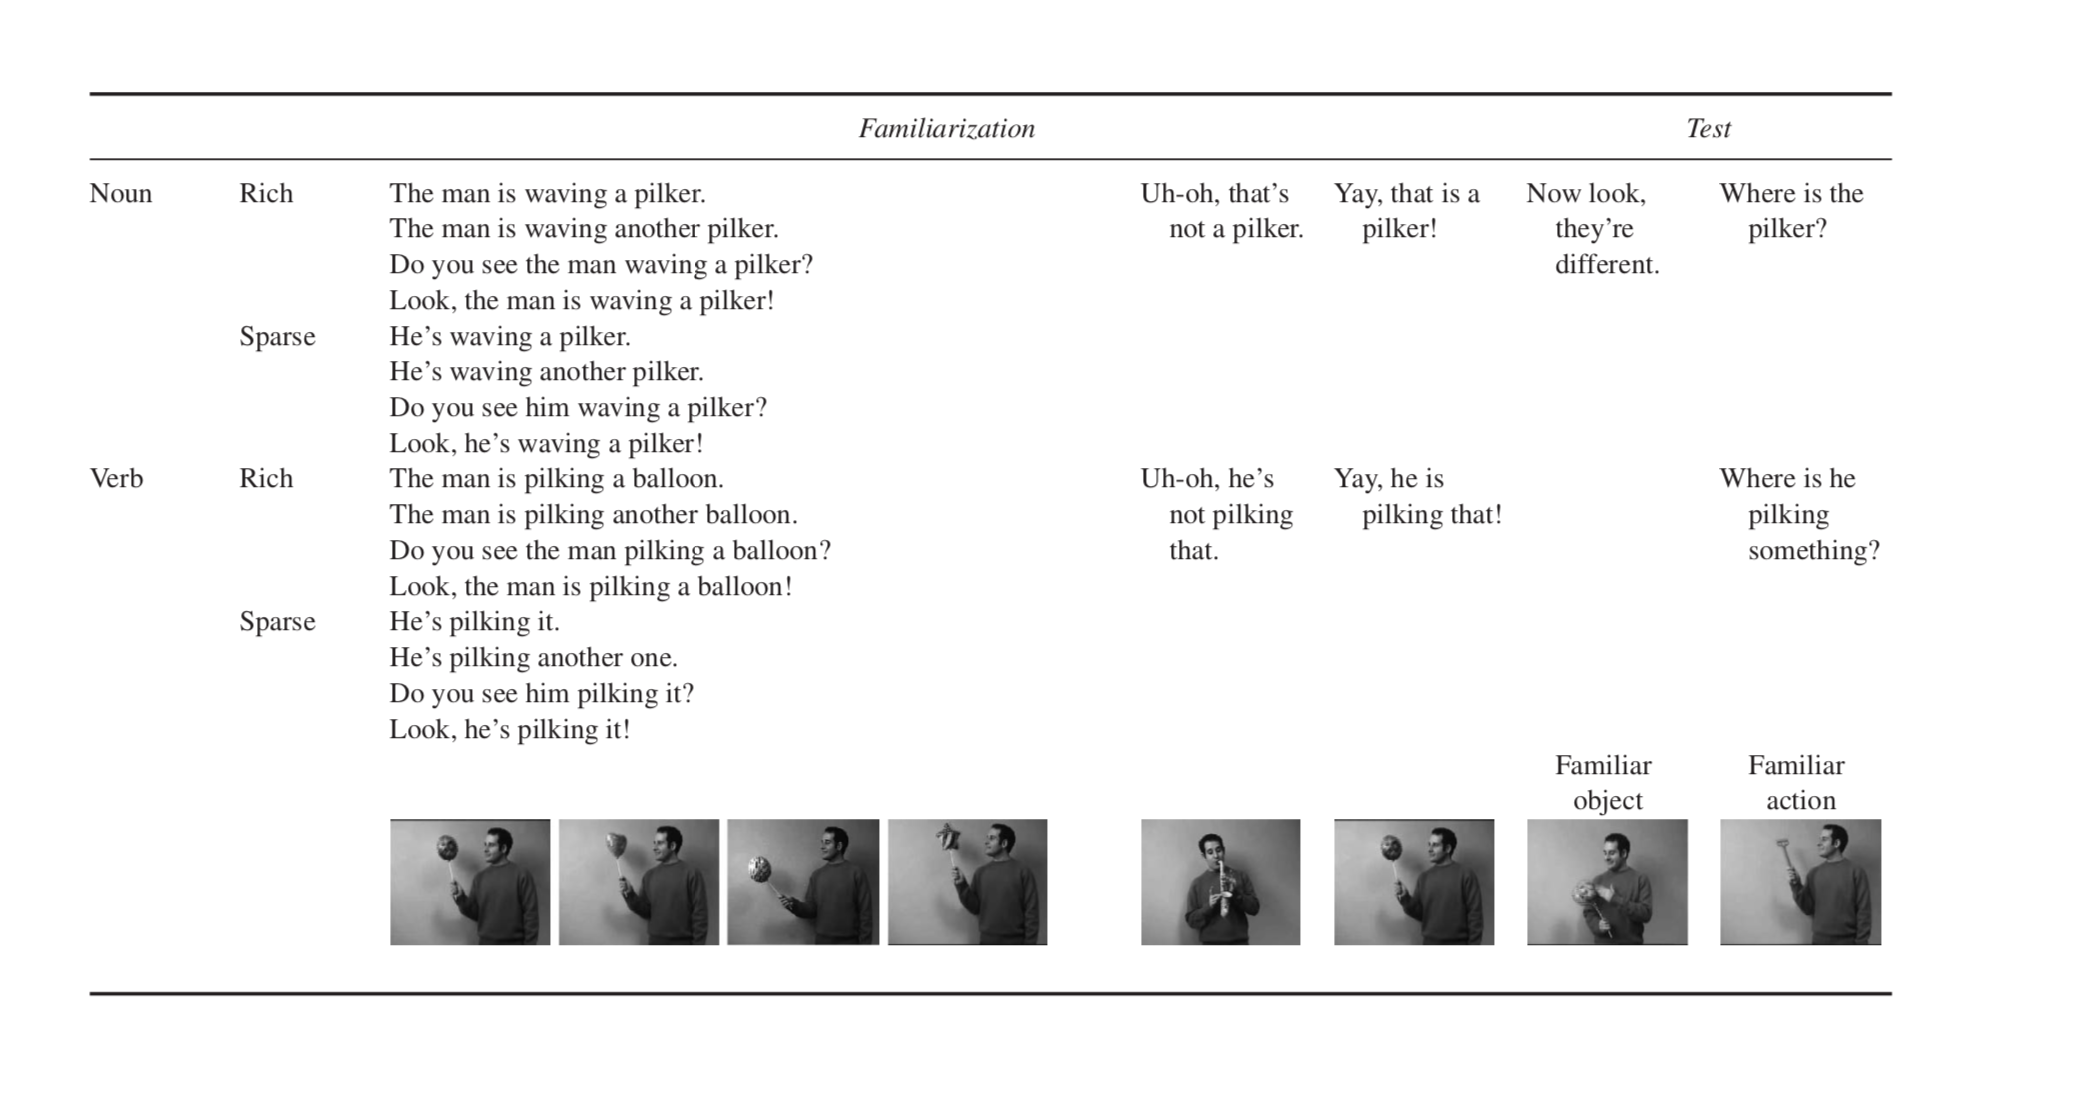 Familiarization Test
Noun Rich The man is waving a pilker. Uh-oh, that’s Yay, that is a Now look, Where is the
The man is waving another pilker. not a pilker. pilker! they’re pilker?
Do you see the man waving a pilker? different.
Look, the man is waving a pilker!
Sparse He’s waving a pilker.
He’s waving another pilker.
Do you see him waving a pilker?
Look, he’s waving a pilker!
Verb Rich The man is pilking a balloon. Uh-oh, he’s Yay, he is Where is he
The man is pilking another balloon. not pilking pilking that! pilking
Do you see the man pilking a balloon? that. something?
Look, the man is pilking a balloon!
Sparse He’s pilking it.
He’s pilking another one.
Do you see him pilking it?
Look, he’s pilking it!
Familiar Familiar
object action